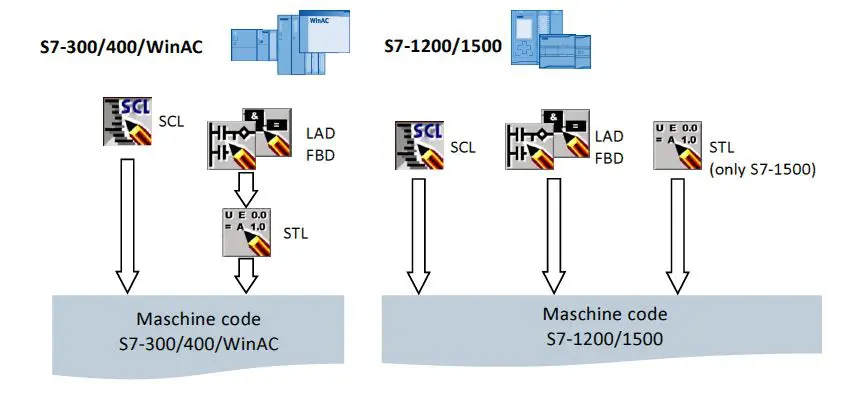 S7-300/400/WinAC
WinAC
S7-1200/1500
SCL
SCL
&
=
LAD
FBD
U E 0.0
= A 1.0
STL
SCL
SCL
&
=
LAD
FBD
U E 0.0
= A 1.0
STL
(only S7-1500)
Maschine code
S7-300/400/WinAC
Maschine code
S7-1200/1500